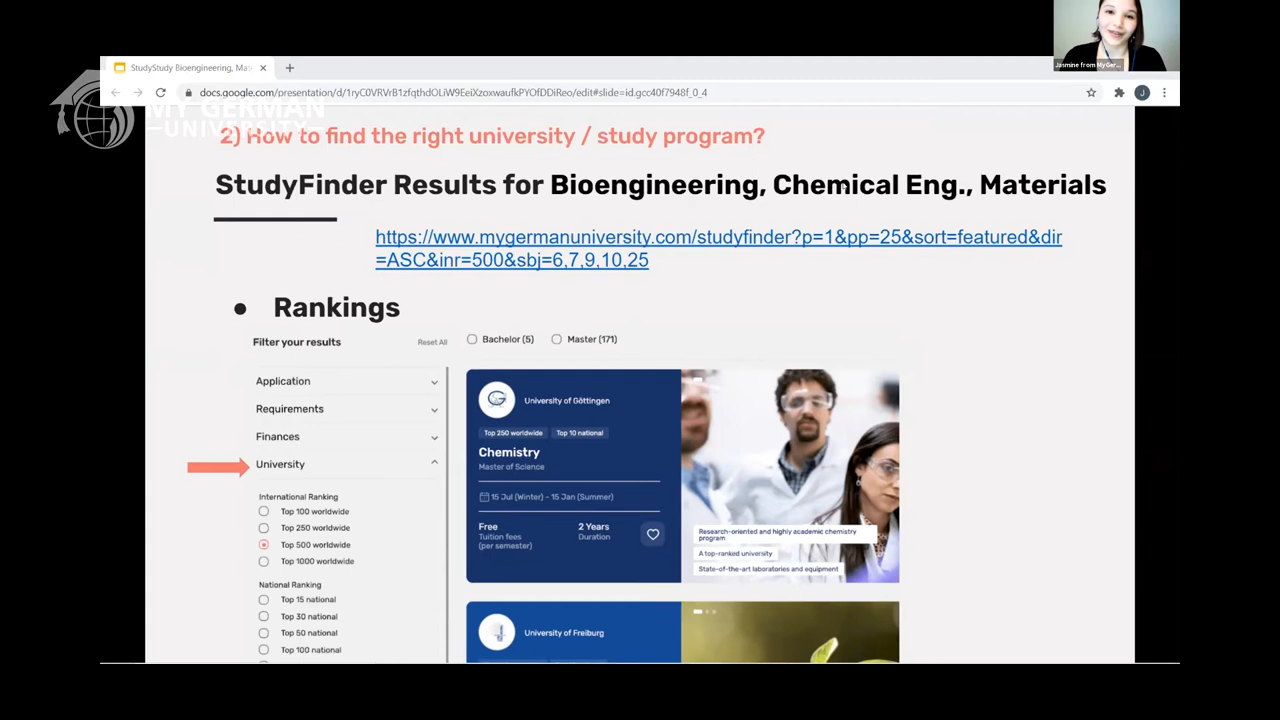 Jasmine from MyGer...
StudyStudy Bioengineering, Mat
docs.google.com/presentation/d/1ryC0VRVrB1zfqthdOLiW9EeiXzoxwaufkPYOfDDiReo/edit#slide=id.gcc40f7948f_0_4
J
MY GERMAN
UNIVERSITY
2) How to find the right university / study program?
StudyFinder Results for Bioengineering, Chemical Eng., Materials
https://www.mygermanuniversity.com/studyfinder?p=1&pp=25&sort=featured&dir
=ASC&inr=500&sbj=6,7,9,10,25
● Rankings
Filter your results
Reset All
Bachelor (5)
Master (171)
Application
Requirements
Finances
University
International Ranking
Top 100 worldwide
Top 250 worldwide
Top 500 worldwide
Top 1000 worldwide
National Ranking
Top 15 national
Top 30 national
Top 50 national
Top 100 national
University of Göttingen
Top 250 worldwide
Top 10 national
Chemistry
Master of Science
15 Jul (Winter) - 15 Jan (Summer)
Free
Tuition fees
(per semester)
2 Years
Duration
Research-oriented and highly academic chemistry
program
A top-ranked university
State-of-the-art laboratories and equipment
University of Freiburg